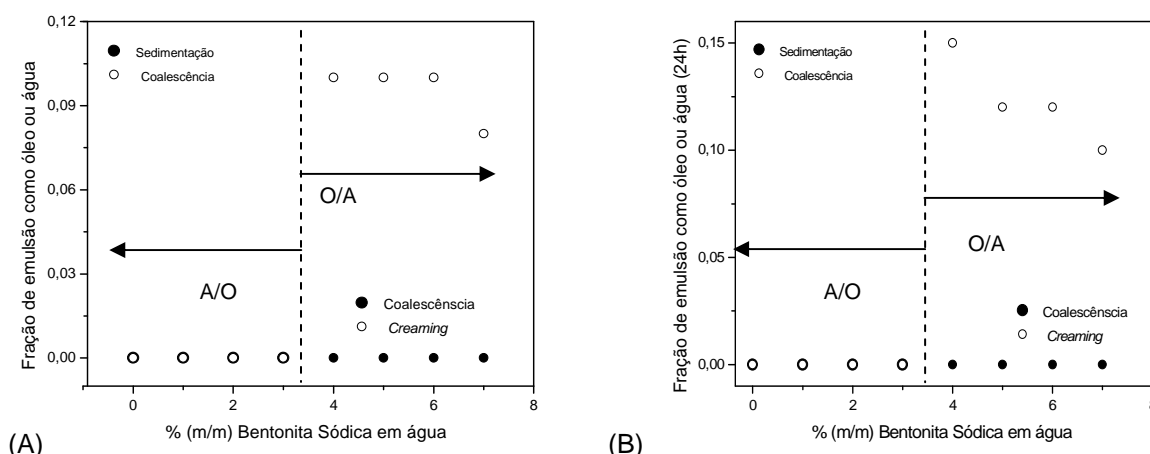 0,12
0,09
0,06
0,03
0,00
Fração de emulsão como óleo ou água
Sedimentação
Coalescência
O/A
A/O
Coalescênscia
Creaming
0 2 4 6 8
% (m/m) Bentonita Sódica em água
(A)
0,15
0,10
0,05
0,00
Fração de emulsão como óleo ou água (24h)
Sedimentação
Coalescência
O/A
A/O
Coalescênscia
Creaming
0 2 4 6 8
% (m/m) Bentonita Sódica em água
(B)